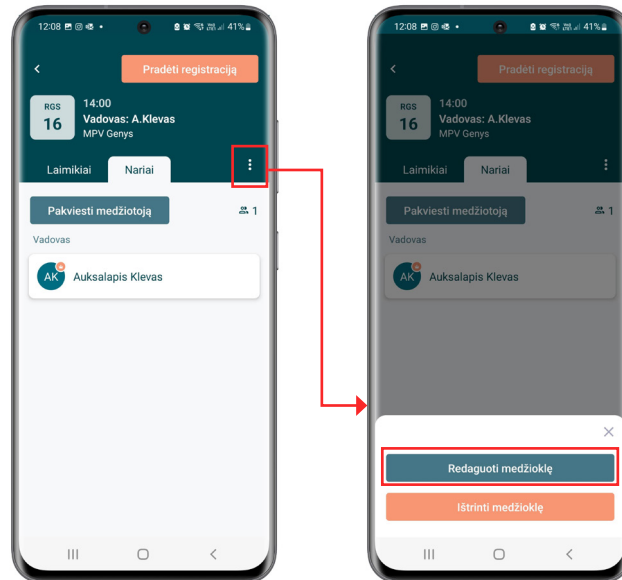 12:08
41%
Pradėti registraciją
RGS
16
14:00
Vadovas: A.Klevas
MPV Genys
Laimikiai
Nariai
Pakviesti medžiotoją
1
Vadovas
AK
Auksalapis Klevas
12:08
41%
Pradėti registraciją
RGS
16
14:00
Vadovas: A.Klevas
MPV Genys
Laimikiai
Nariai
Pakviesti medžiotoją
1
Vadovas
AK
Auksalapis Klevas
Redaguoti medžioklę
Ištrinti medžioklę